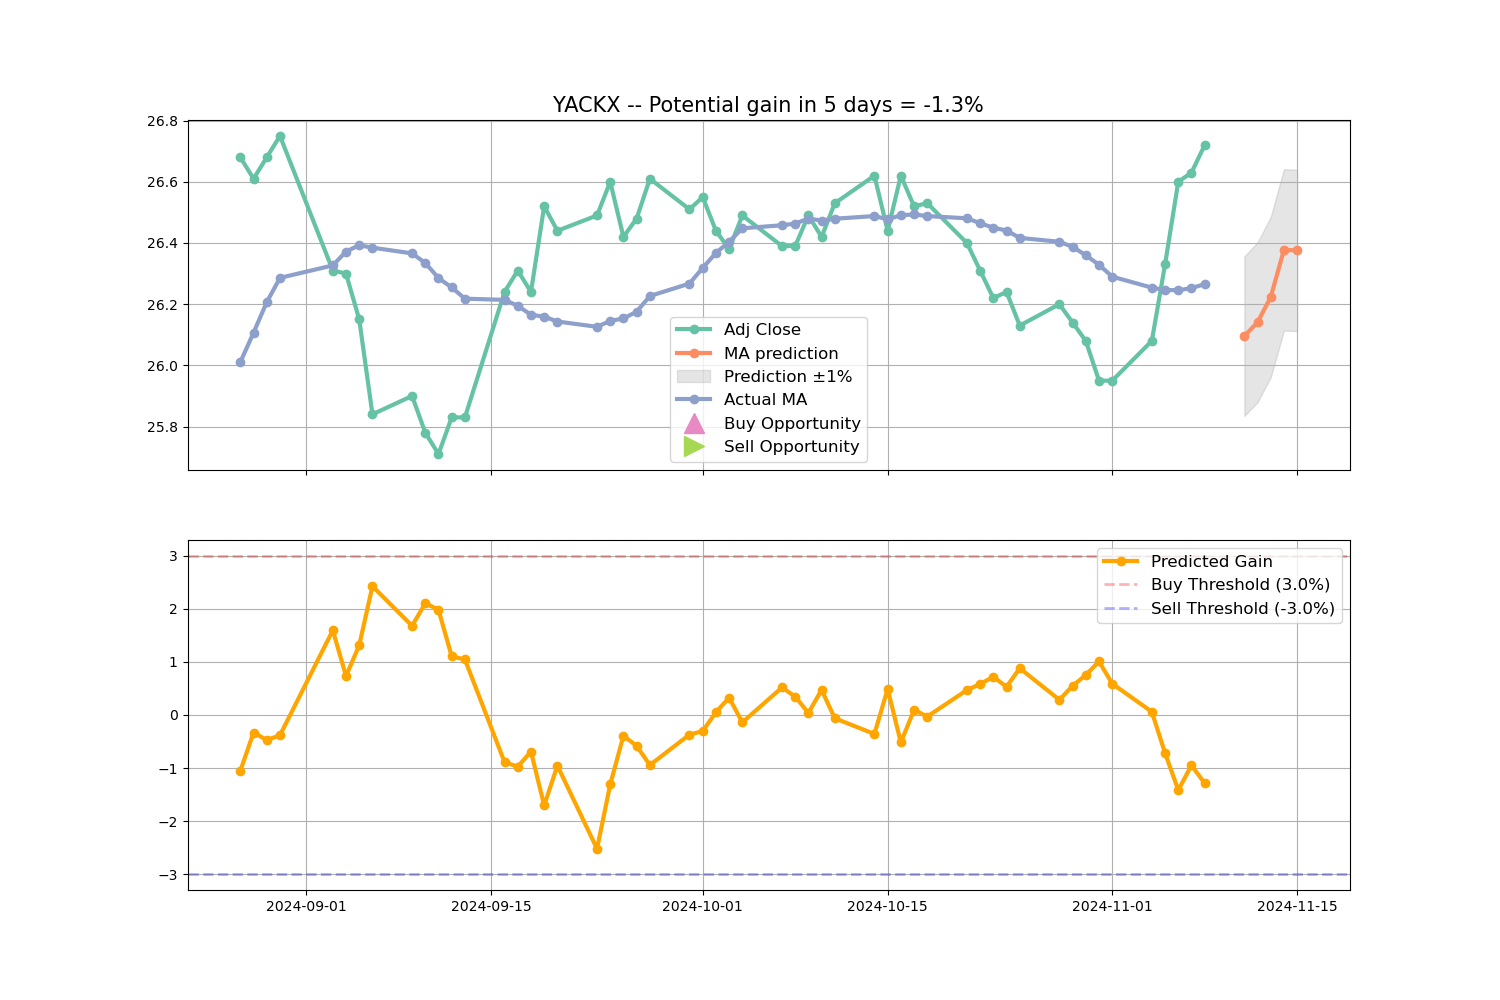 YACKX -- Potential gain in 5 days = -1.3%
26.8
26.6
26.4
26.2
26.0
25.8
Adj Close
MA prediction
Prediction ±1%
Actual MA
Buy Opportunity
Sell Opportunity
3
2
1
0
−1
−2
−3
Predicted Gain
Buy Threshold (3.0%)
Sell Threshold (-3.0%)
2024-09-01 2024-09-15 2024-10-01 2024-10-15 2024-11-01 2024-11-15